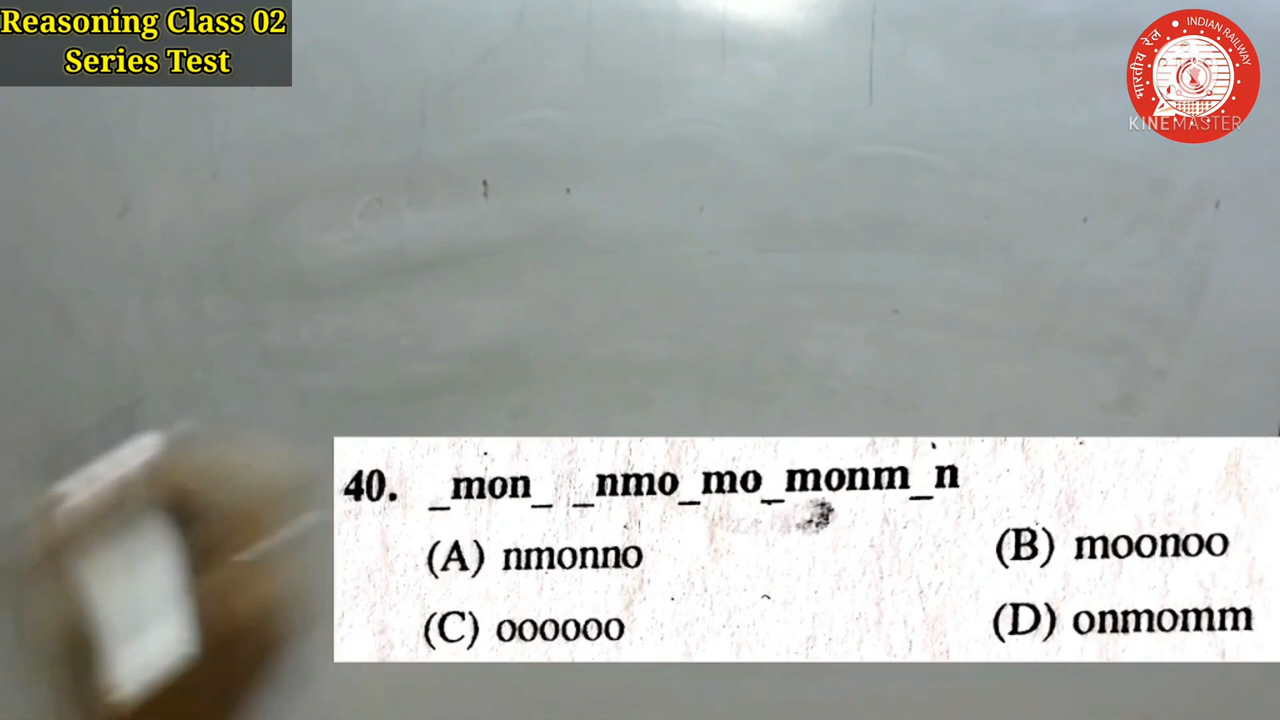 Reasoning Class 02
Series Test
भारतीय रेल INDIAN RAILWAY
KINEMASTER
40. _mon_ _nmo_mo_monm_n
(A) nmonno
(B) moonoo
(C) oooooo
(D) onmomm